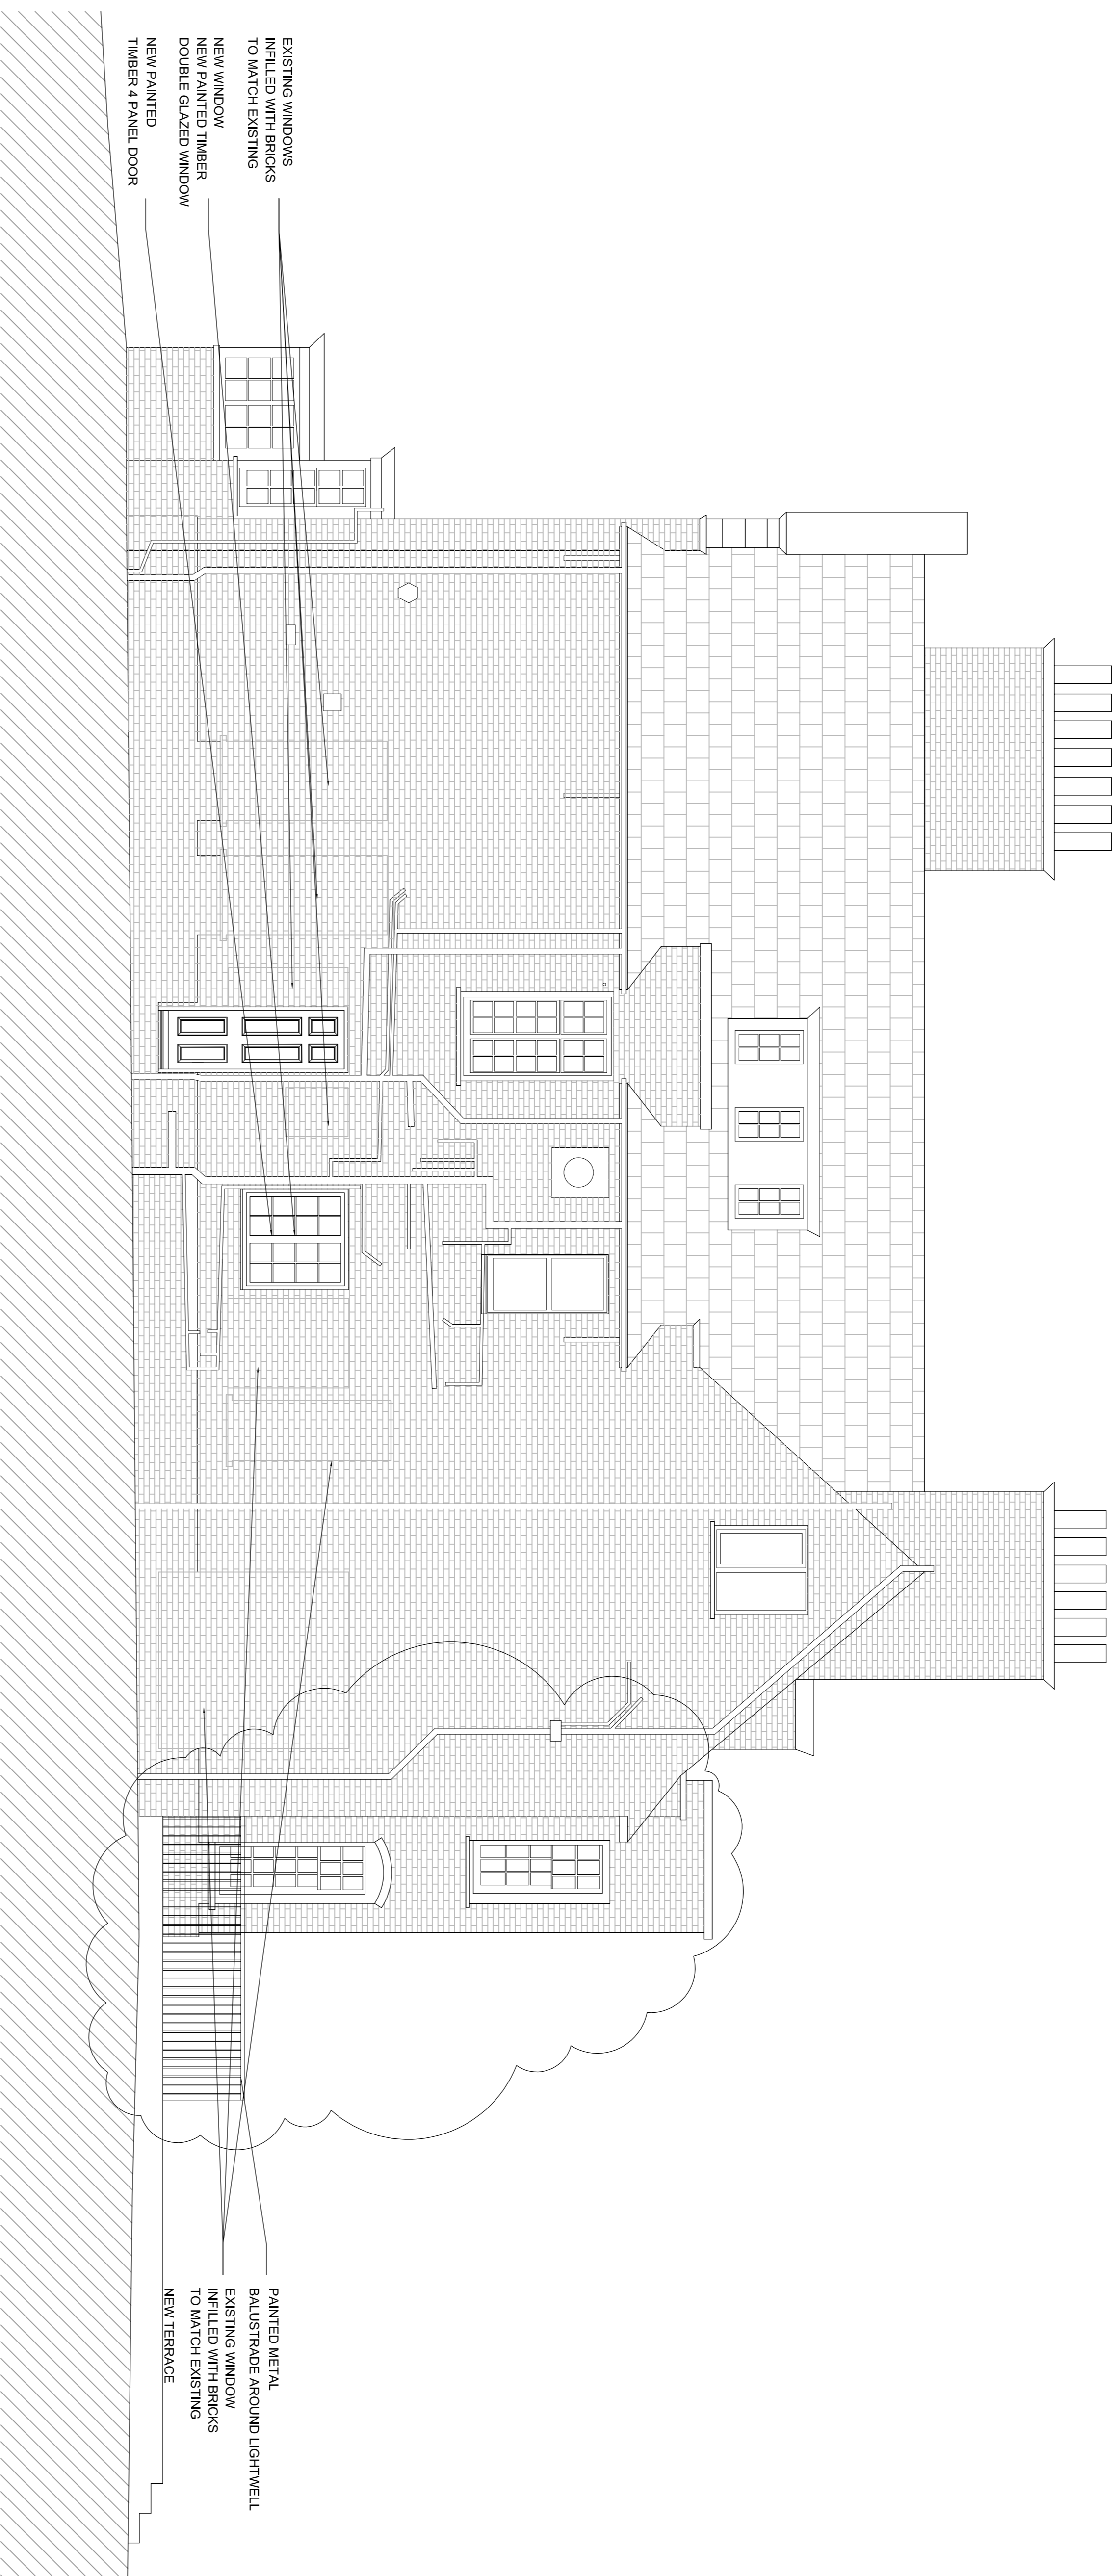 EXISTING WINDOWS
INFILLED WITH BRICKS
TO MATCH EXISTING
NEW WINDOW
NEW PAINTED TIMBER
DOUBLE GLAZED WINDOW
NEW PAINTED
TIMBER 4 PANEL DOOR
PAINTED METAL
BALUSTRADE AROUND LIGHTWELL
EXISTING WINDOW
INFILLED WITH BRICKS
TO MATCH EXISTING
NEW TERRACE